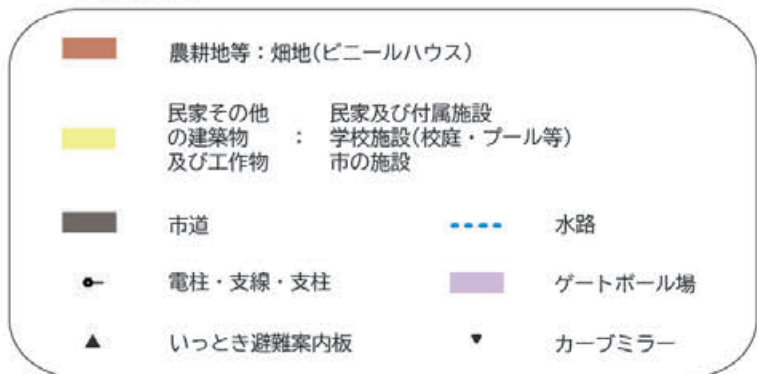 農耕地等：畑地(ビニールハウス)
民家その他　　民家及び付属施設
の建築物　：　学校施設(校庭・プール等)
及び工作物　　市の施設
市道　　水路
電柱・支線・支柱　　ゲートボール場
いっとき避難案内板　　カーブミラー